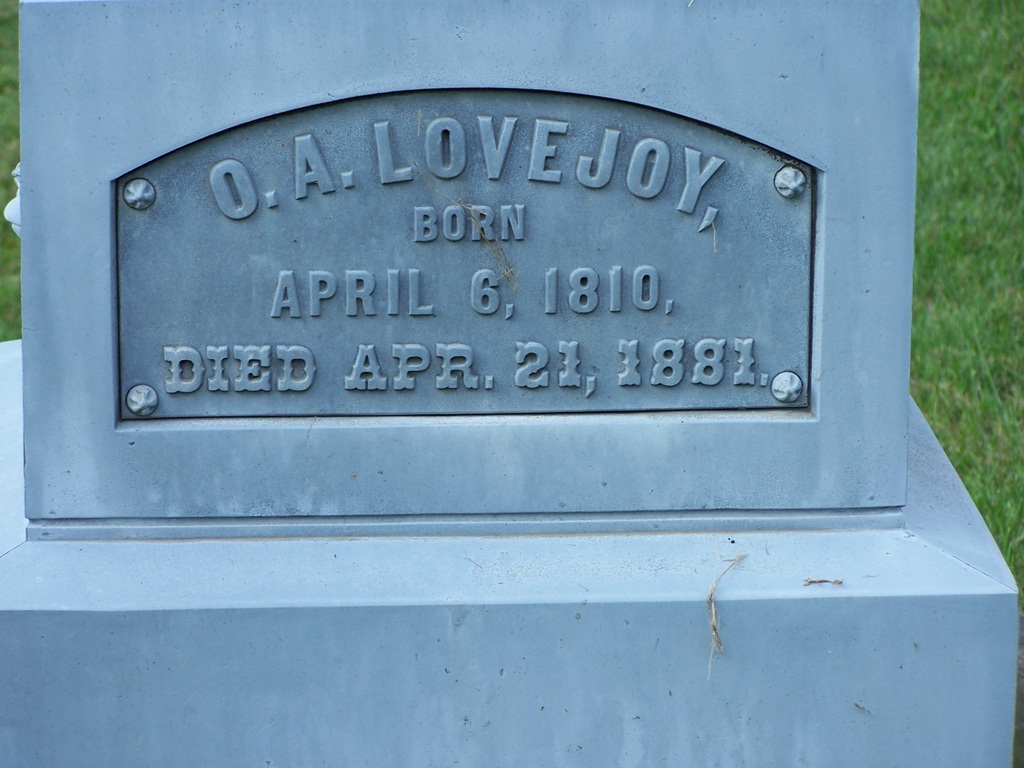 O. A. LOVEJOY,
BORN
APRIL 6, 1810,
DIED APR. 21, 1881.